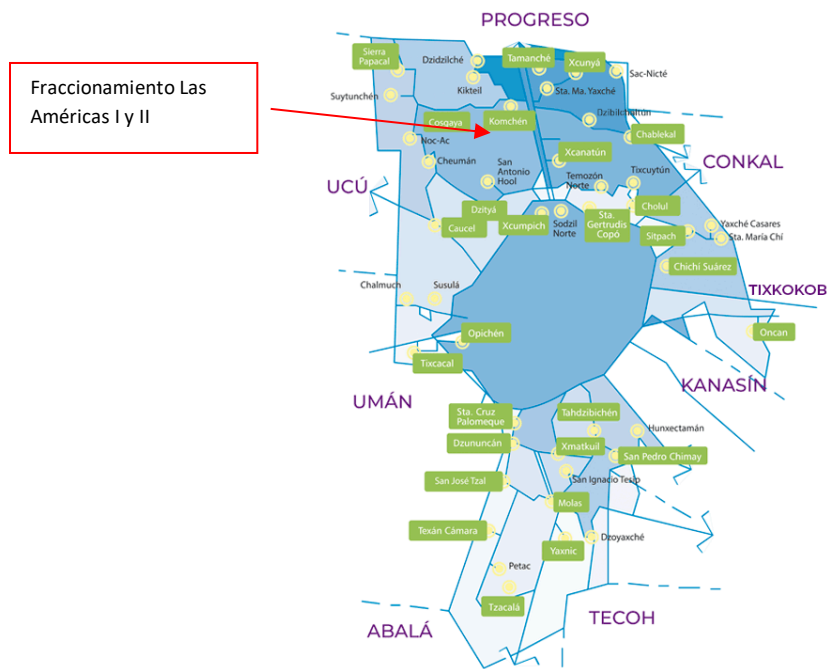 PROGRESO
Sierra
Papacal
Dzidzilché
Tamanché
Xcunyá
Sac-Nicté
Fraccionamiento Las
Américas I y II
Kikteil
Sta. Ma. Yaxché
Suytunchén
Cosgaya
Komchén
Dzibilchaltún
Chablekal
Noc-Ac
Cheumán
San
Antonio
Hool
Xcanatún
Temozón
Norte
Tixcuytún
CONKAL
UCÚ
Dzityá
Caucel
Xcumpich
Sodzil
Norte
Sta.
Gertrudis
Copó
Cholul
Sitpach
Yaxché Casares
Sta. María Chí
Chichí Suárez
Chalmuch
Susulá
TIXKOKOB
Opichén
Oncan
Tixcacal
KANASÍN
UMÁN
Sta. Cruz
Palomeque
Tahdzibichén
Hunxectamán
Dzununcán
Xmatkuil
San Pedro Chimay
San José Tzal
San Ignacio Tesip
Molas
Texán Cámara
Dzoyaxché
Yaxnic
Petac
Tzacalá
TECOH
ABALÁ